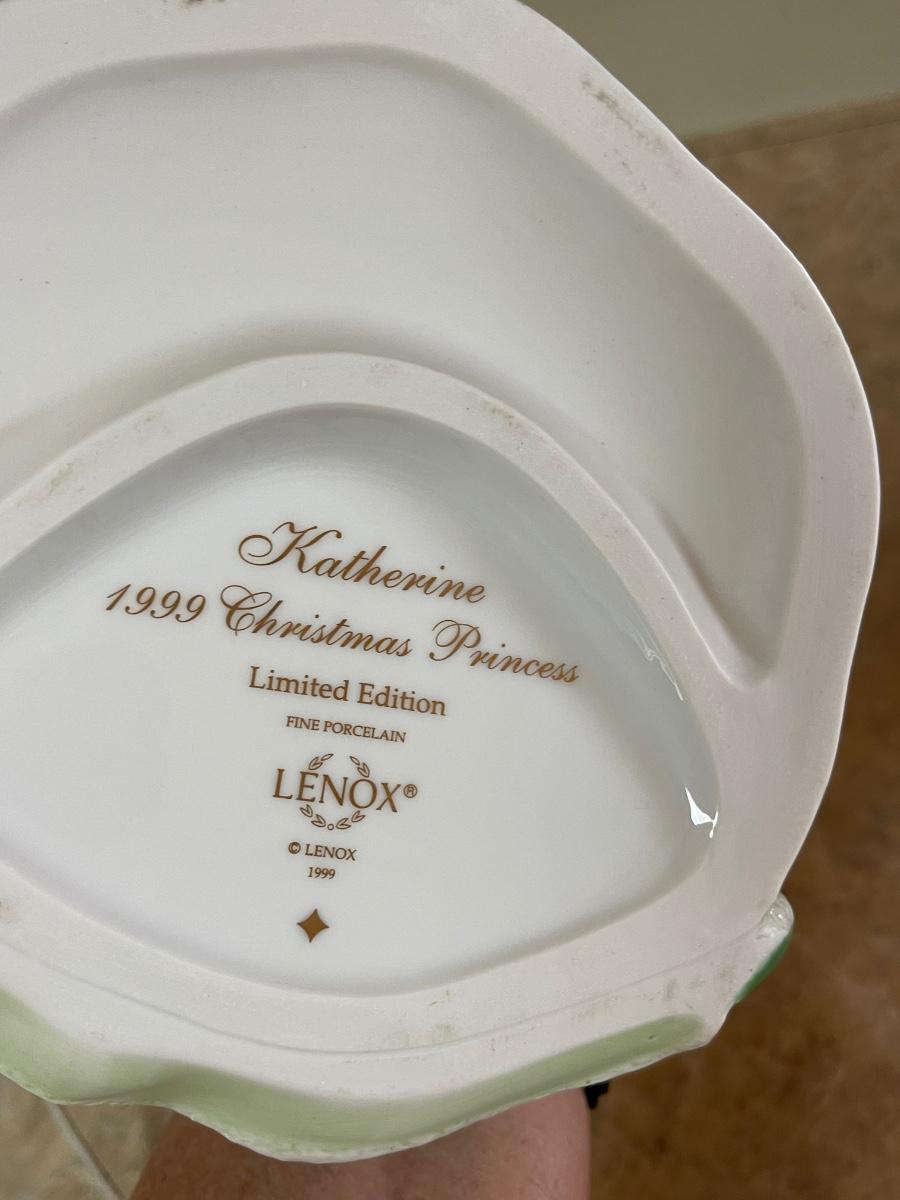 Katherine
1999 Christmas Princess
Limited Edition
FINE PORCELAIN
LENOX®
© LENOX
1999